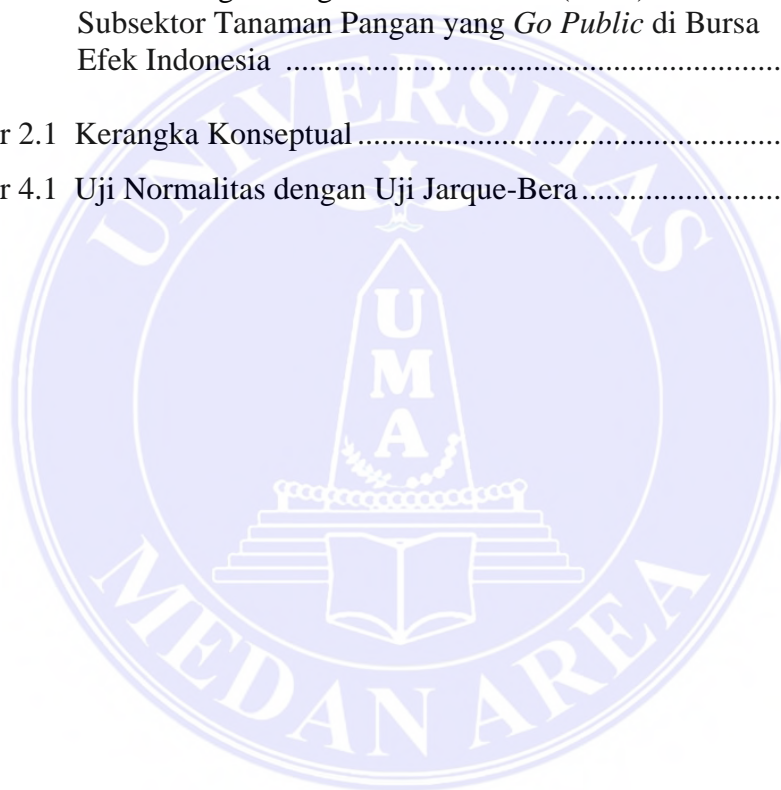 Subsektor Tanaman Pangan yang Go Public di Bursa
Efek Indonesia ............................................................
r 2.1 Kerangka Konseptual ....................................................
r 4.1 Uji Normalitas dengan Uji Jarque-Bera .........................
UNIVERSITAS
UMA
MEDAN AREA